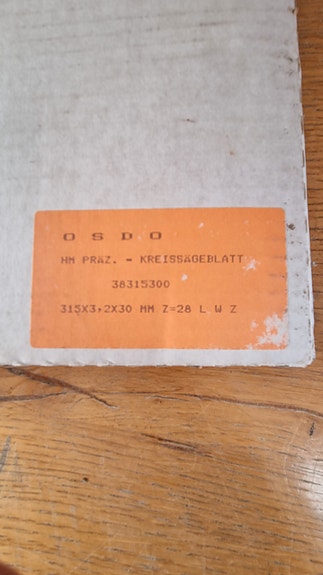 O S D O
HM PRÄZ. - KREISSÄGEBLATT
38315300
315X3,2X30 MM Z=28 L W Z